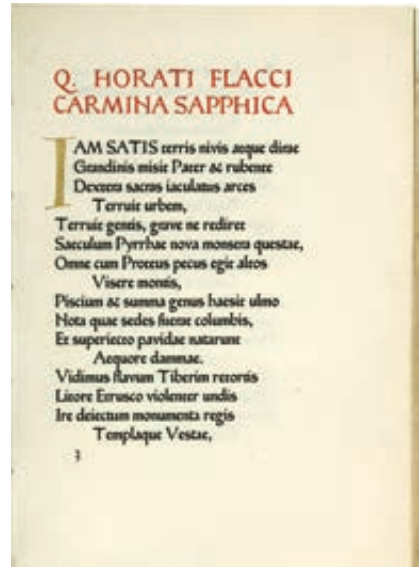 Q. HORATI FLACCI
CARMINA SAPPHICA
IAM SATIS terris nivis atque dirae
Grandinis misit Pater ac rubente
Dextera sacras iaculatus arces
Terruit urbem,
Terruit gentis, grave ne rediret
Saeculum Pyrrhae nova monstra questae,
Omne cum Proteus pecus egit altos
Visere montis,
Piscium ac summa genus haesit ulmo
Nota quae sedes fuerat columbis,
Et superiecto pavidae natarunt
Aequore dammae.
Vidimus flavum Tiberim retortis
Litore Etrusco violenter undis
Ire deiectum monumenta regis
Templaque Vestae,
3